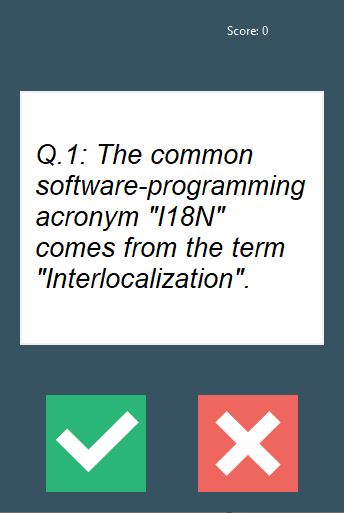 Score: 0
Q.1: The common
software-programming
acronym "I18N"
comes from the term
"Interlocalization".